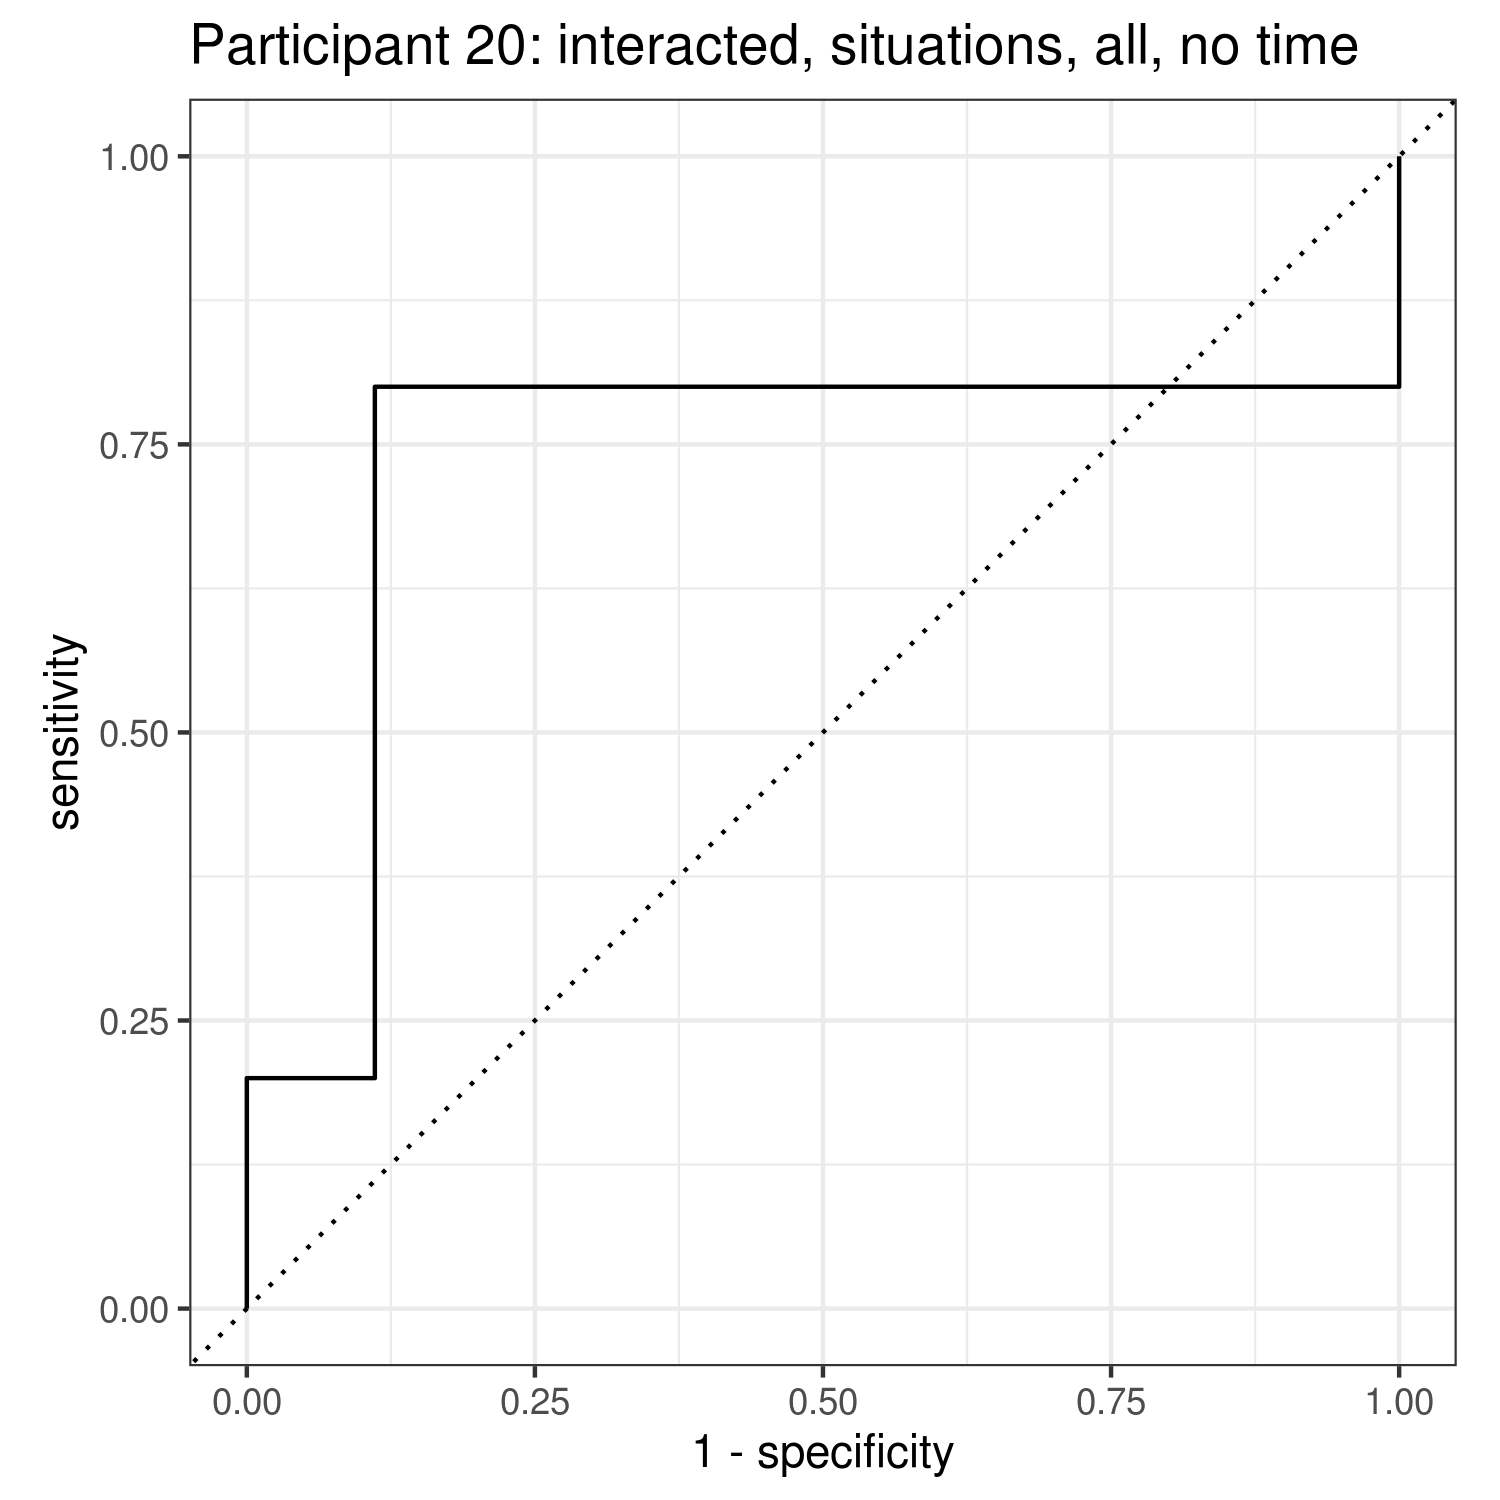 Participant 20: interacted, situations, all, no time
1.00
0.75
0.50
0.25
0.00
sensitivity
0.00 0.25 0.50 0.75 1.00
1 - specificity